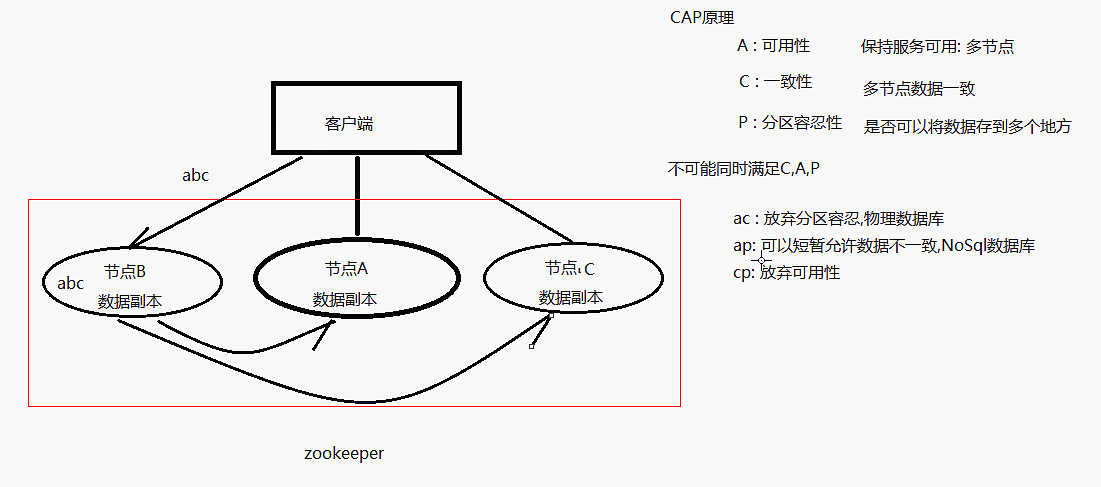 CAP原理
A : 可用性 保持服务可用: 多节点
C : 一致性 多节点数据一致
P : 分区容忍性 是否可以将数据存到多个地方
不可能同时满足C,A,P
ac : 放弃分区容忍,物理数据库
ap: 可以短暂允许数据不一致,NoSql数据库
cp: 放弃可用性
客户端
abc
节点B
abc
数据副本
节点A
数据副本
节点 C
数据副本
zookeeper